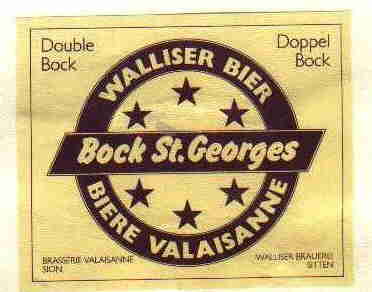 Double
Bock
Doppel
Bock
WALLISER BIER
Bock St. Georges
BIERE VALAISANNE
BRASSERIE VALAISANNE
SION
WALLISER BRAUEREI
SITTEN